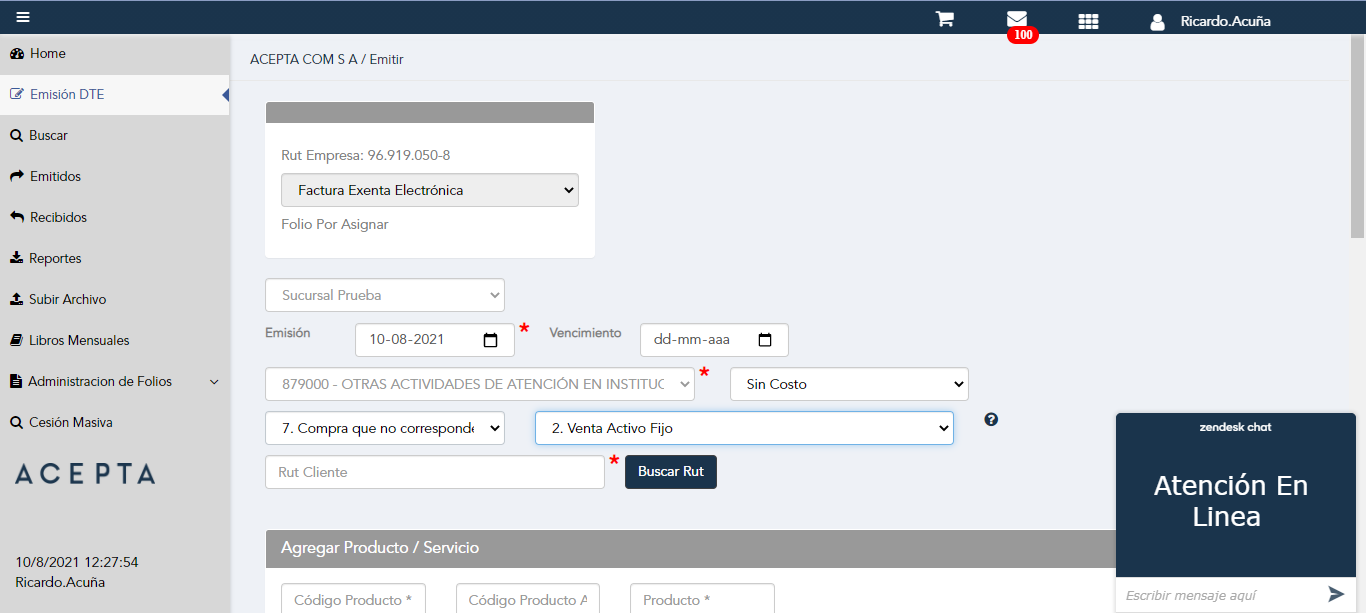 100
Ricardo.Acuña
Home
Emisión DTE
Buscar
Emitidos
Recibidos
Reportes
Subir Archivo
Libros Mensuales
Administracion de Folios
Cesión Masiva
ACEPTA
10/8/2021 12:27:54
Ricardo.Acuña
ACEPTA COM S A / Emitir
Rut Empresa: 96.919.050-8
Factura Exenta Electrónica
Folio Por Asignar
Sucursal Prueba
Emisión 10-08-2021 * Vencimiento dd-mm-aaa
879000 - OTRAS ACTIVIDADES DE ATENCIÓN EN INSTITUC * Sin Costo
7. Compra que no corresponde 2. Venta Activo Fijo ?
Rut Cliente * Buscar Rut
Agregar Producto / Servicio
Código Producto * Código Producto A Producto *
zendesk chat
Atención En
Linea
Escribir mensaje aquí